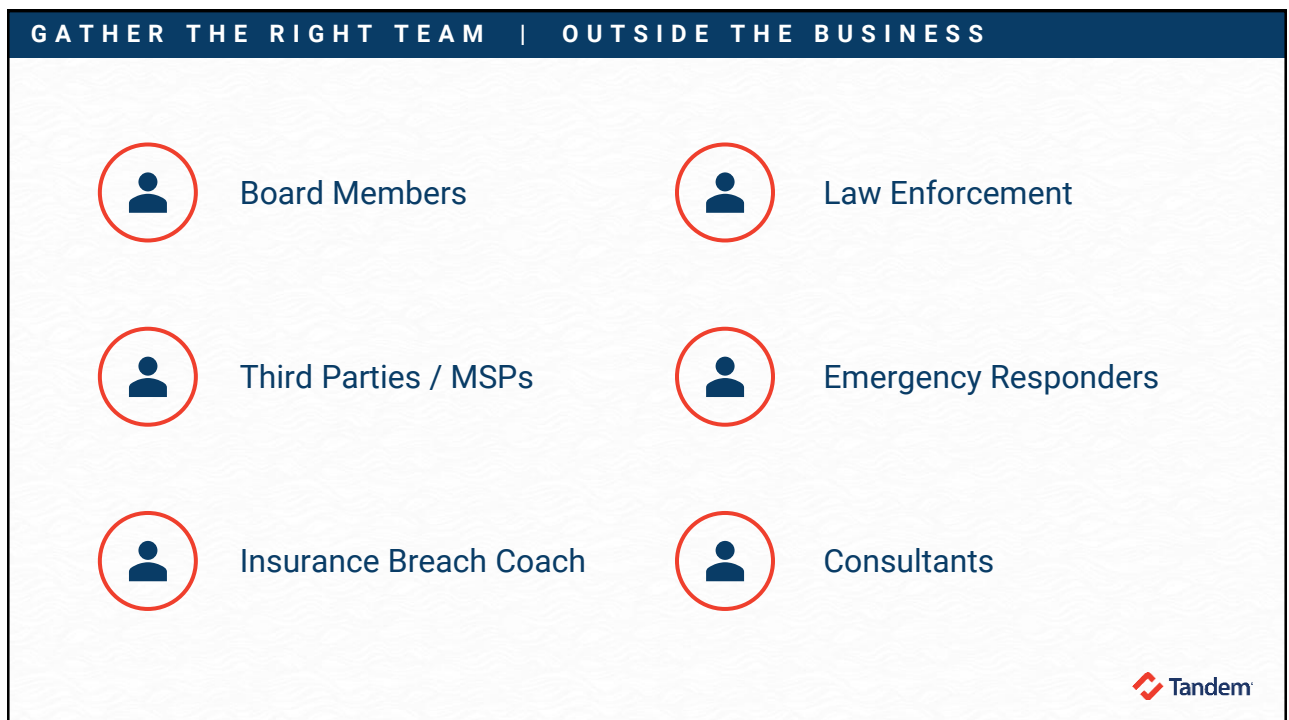 GATHER THE RIGHT TEAM | OUTSIDE THE BUSINESS
Board Members
Law Enforcement
Third Parties / MSPs
Emergency Responders
Insurance Breach Coach
Consultants
Tandem